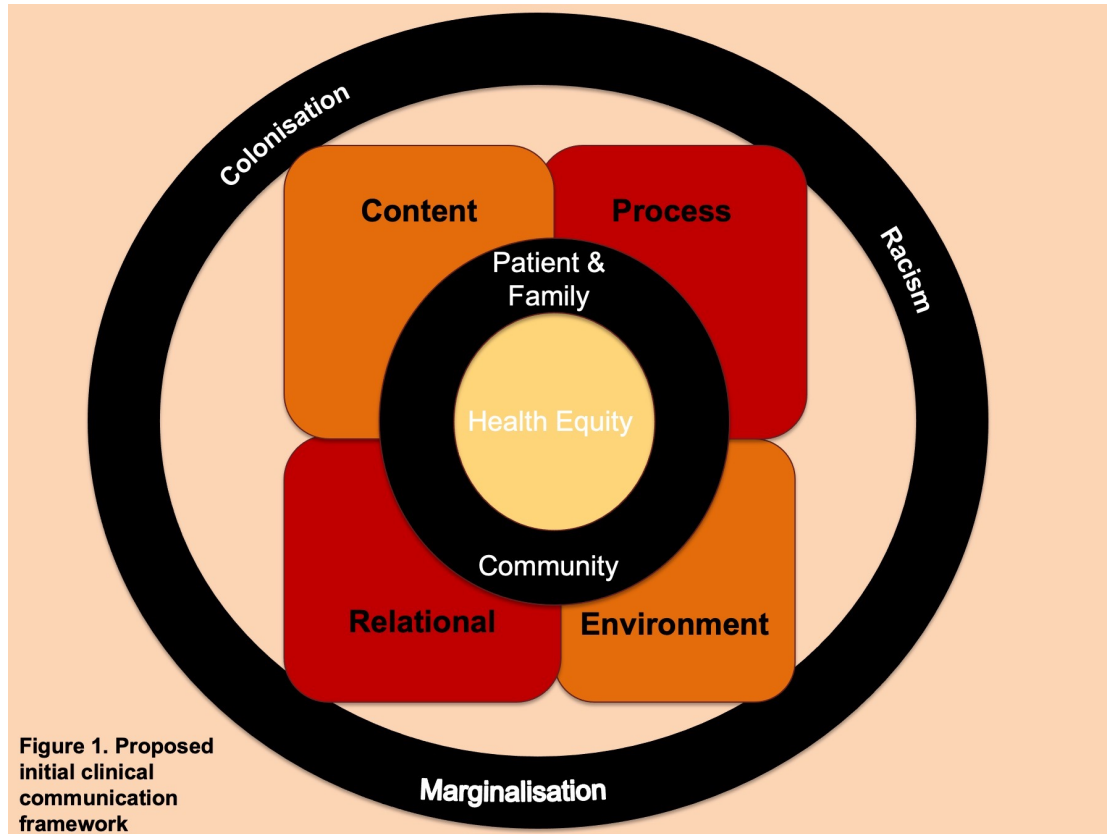 Colonisation
Racism
Content
Process
Patient &
Family
Health Equity
Community
Relational
Environment
Marginalisation
Figure 1. Proposed
initial clinical
communication
framework